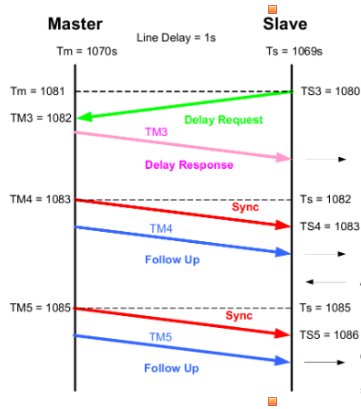 Master
Slave
Line Delay = 1s
Tm = 1070s
Ts = 1069s
Tm = 1081
TS3 = 1080
TM3 = 1082
Delay Request
TM3
Delay Response
TM4 = 1083
Ts = 1082
Sync
TS4 = 1083
TM4
Follow Up
TM5 = 1085
Ts = 1085
Sync
TS5 = 1086
TM5
Follow Up